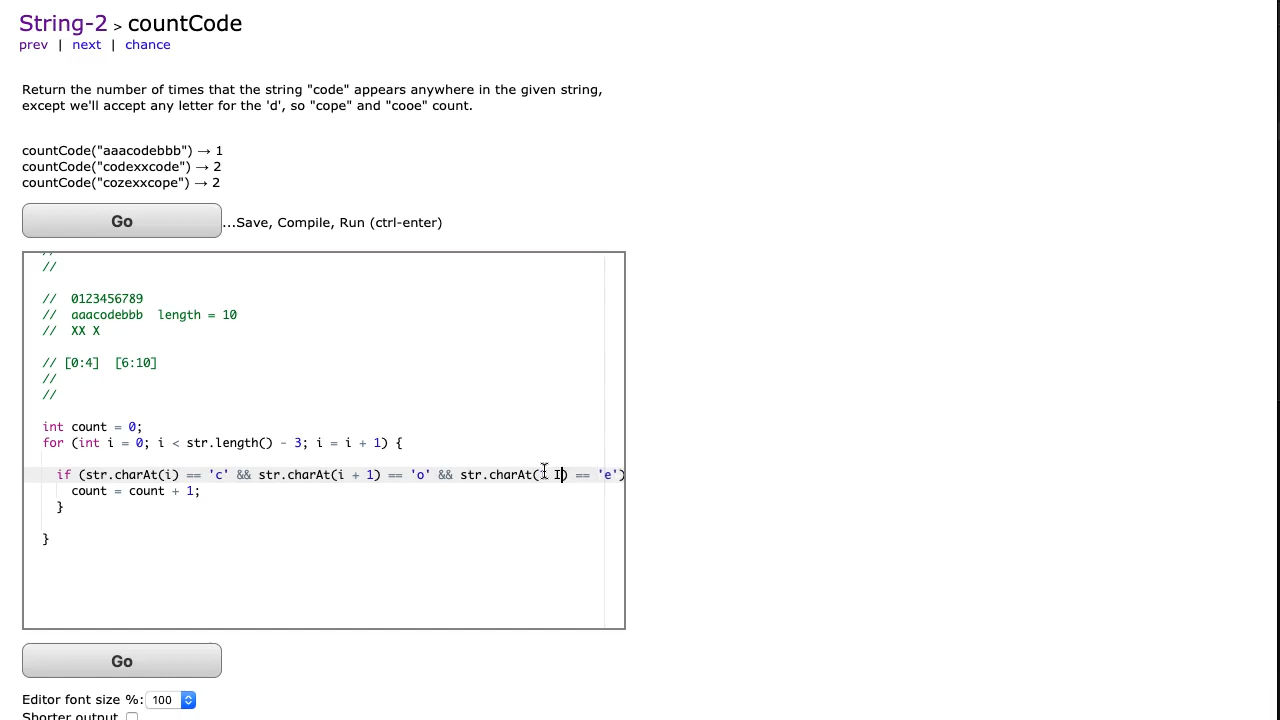 String-2 > countCode
prev | next | chance
Return the number of times that the string "code" appears anywhere in the given string,
except we'll accept any letter for the 'd', so "cope" and "cooe" count.
countCode("aaacodebbb") → 1
countCode("codexxcode") → 2
countCode("cozexxcope") → 2
Go ...Save, Compile, Run (ctrl-enter)
//
// 0123456789
// aaacodebbb length = 10
// XX X
// [0:4] [6:10]
//
//
int count = 0;
for (int i = 0; i < str.length() - 3; i = i + 1) {
if (str.charAt(i) == 'c' && str.charAt(i + 1) == 'o' && str.charAt( I) == 'e')
count = count + 1;
}
}
Go
Editor font size %: 100
Shorter output